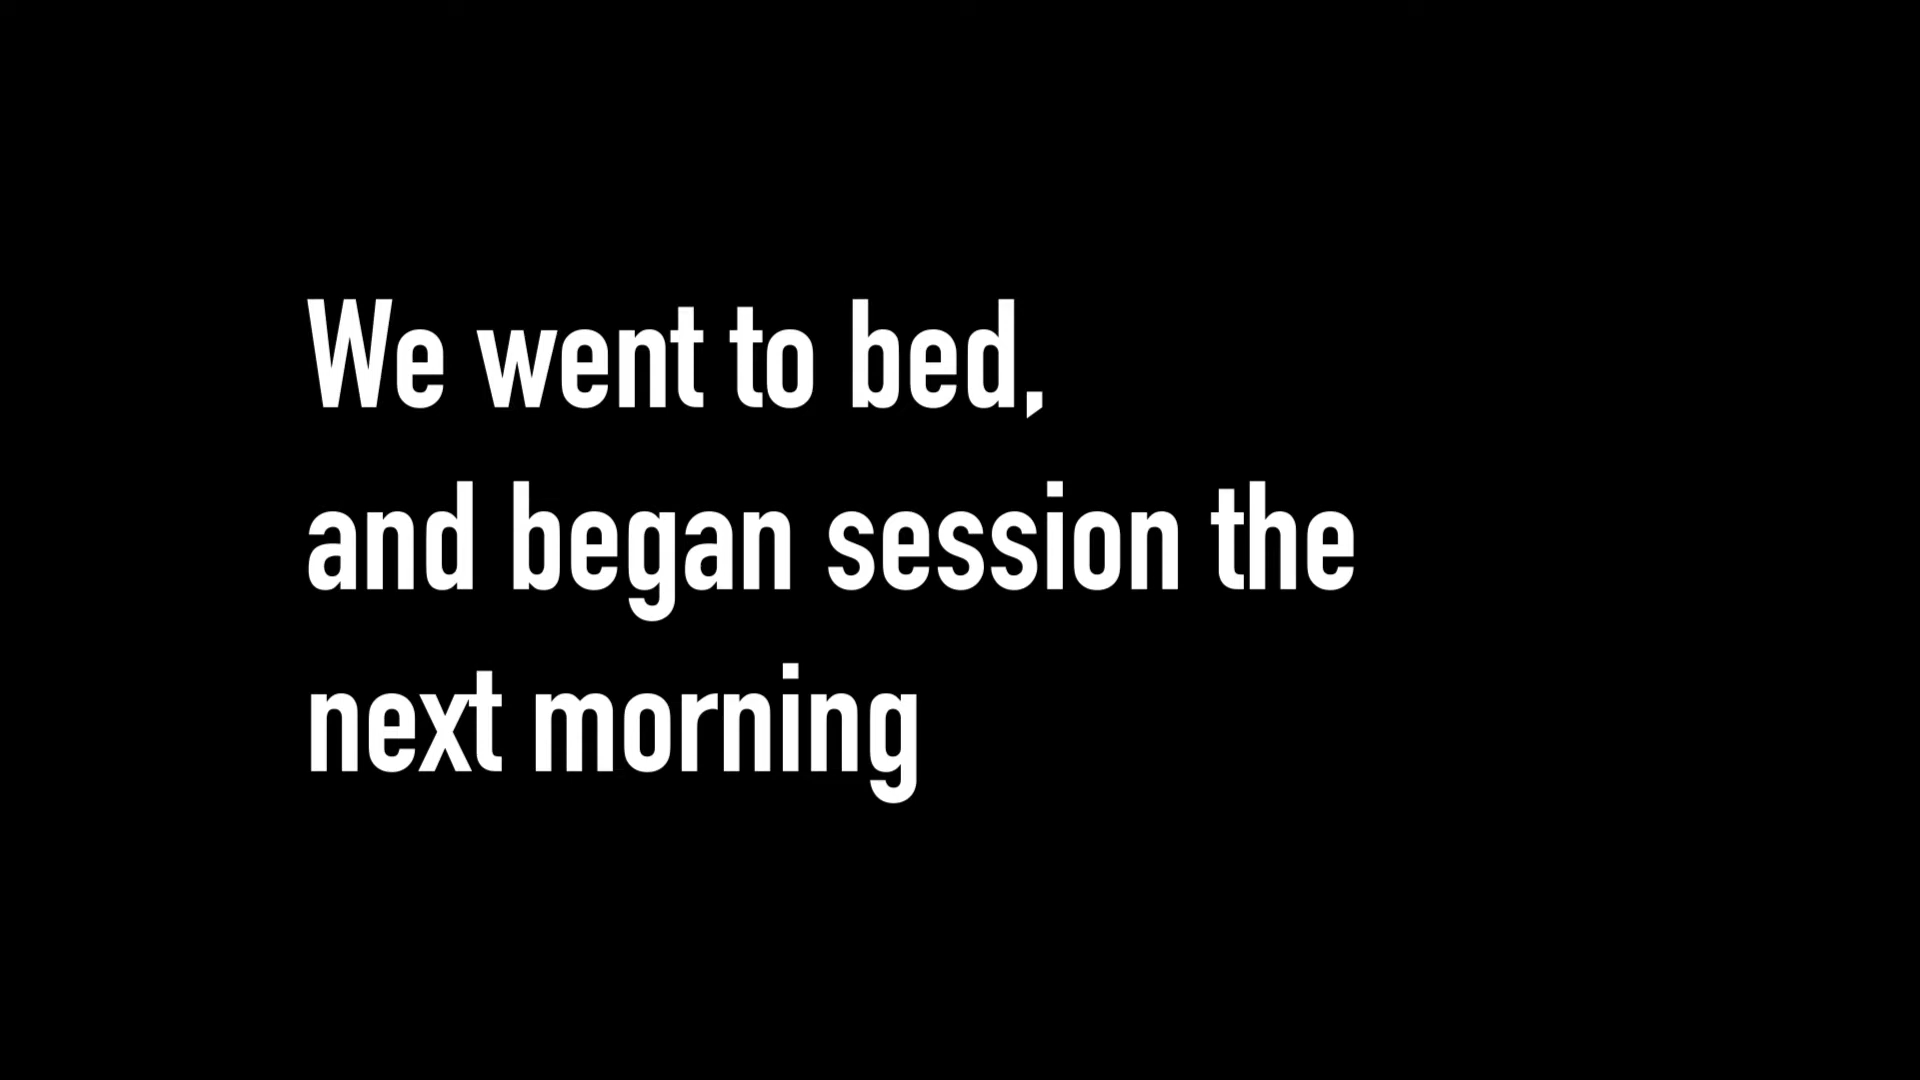 We went to bed,
and began session the
next morning